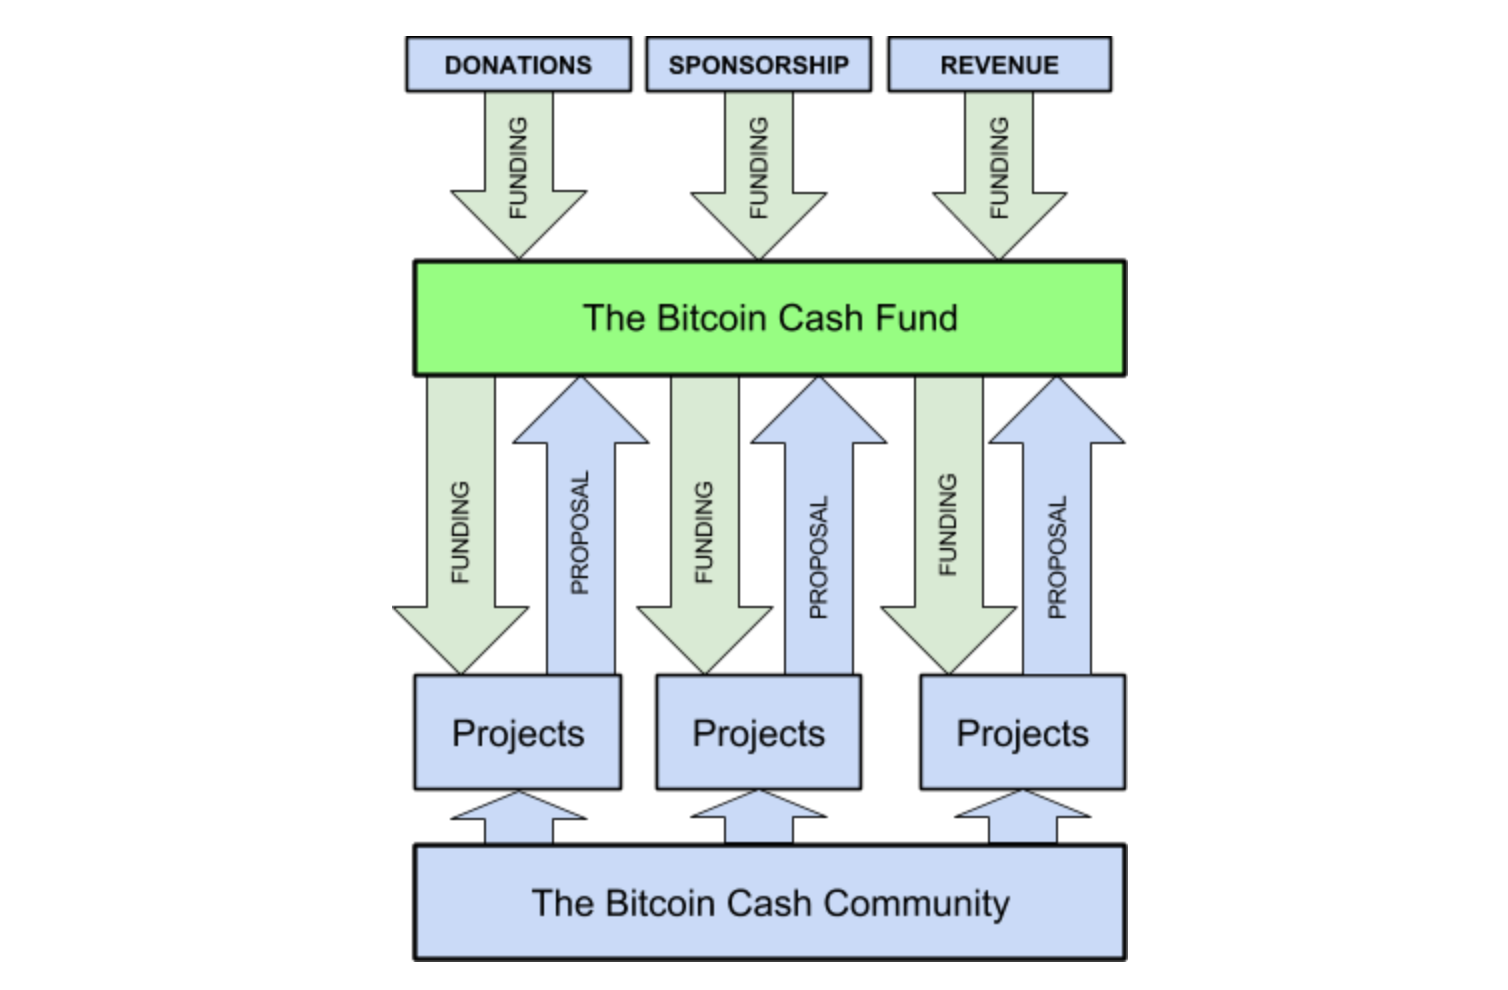 DONATIONS
SPONSORSHIP
REVENUE
FUNDING
FUNDING
FUNDING
The Bitcoin Cash Fund
FUNDING
PROPOSAL
FUNDING
PROPOSAL
FUNDING
PROPOSAL
Projects
Projects
Projects
The Bitcoin Cash Community